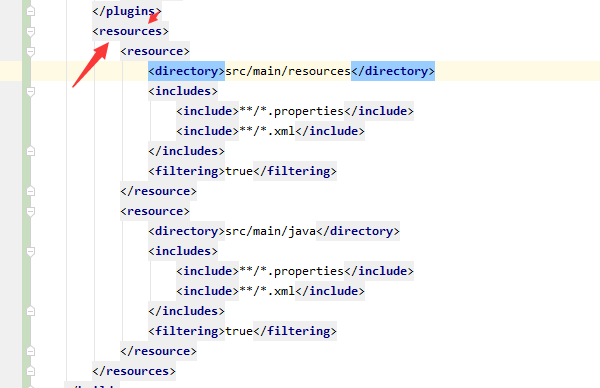 </plugins>
<resources>
<resource>
<directory>src/main/resources</directory>
<includes>
<include>**/*.properties</include>
<include>**/*.xml</include>
</includes>
<filtering>true</filtering>
</resource>
<resource>
<directory>src/main/java</directory>
<includes>
<include>**/*.properties</include>
<include>**/*.xml</include>
</includes>
<filtering>true</filtering>
</resource>
</resources>